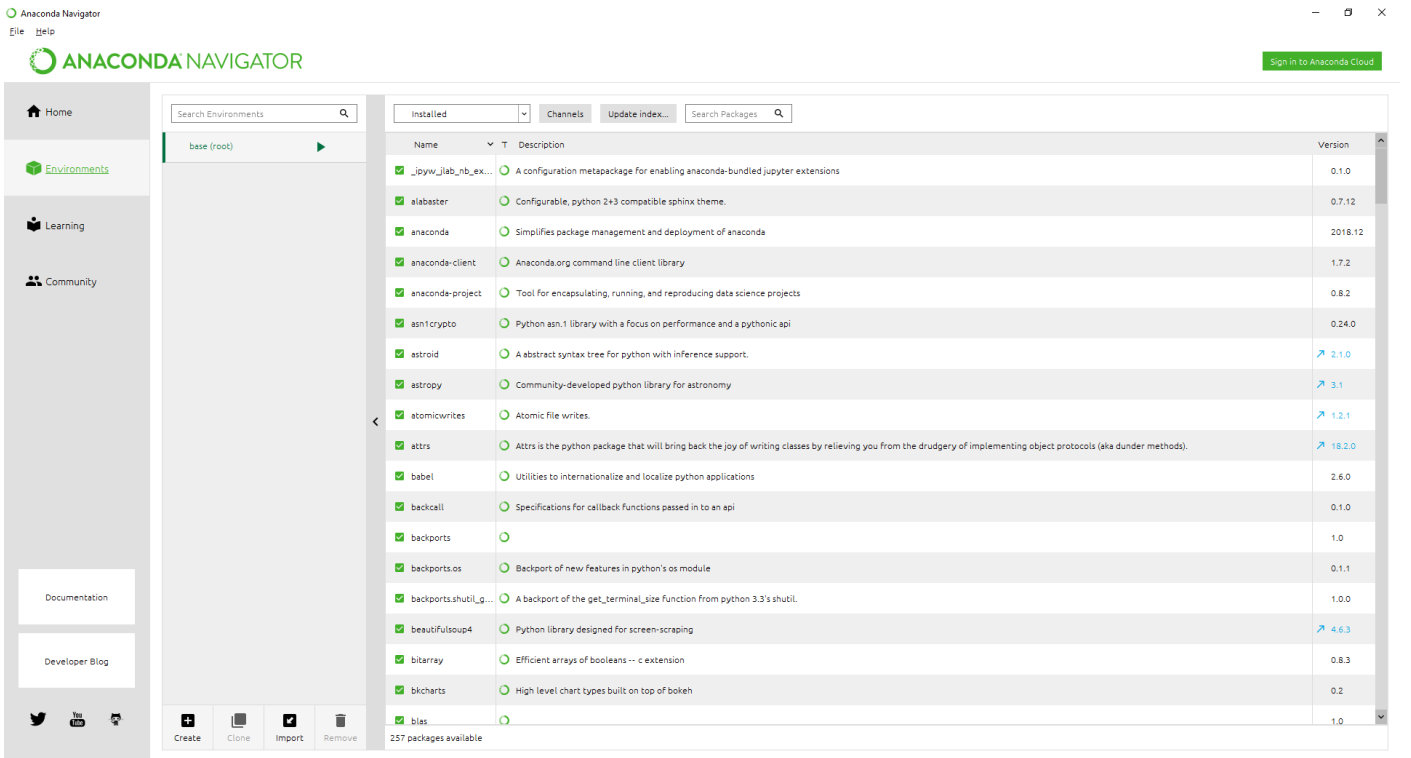 Anaconda Navigator
File Help
ANACONDA NAVIGATOR
Sign in to Anaconda Cloud
Home
Environments
Learning
Community
Documentation
Developer Blog
You Tube
Search Environments
base (root)
Create Clone Import Remove
Installed Channels Update index... Search Packages
Name T Description Version
_ipyw_jlab_nb_ex... A configuration metapackage for enabling anaconda-bundled jupyter extensions 0.1.0
alabaster Configurable, python 2+3 compatible sphinx theme. 0.7.12
anaconda Simplifies package management and deployment of anaconda 2018.12
anaconda-client Anaconda.org command line client library 1.7.2
anaconda-project Tool for encapsulating, running, and reproducing data science projects 0.8.2
asn1crypto Python asn.1 library with a focus on performance and a pythonic api 0.24.0
astroid A abstract syntax tree for python with inference support. 2.1.0
astropy Community-developed python library for astronomy 3.1
atomicwrites Atomic file writes. 1.2.1
attrs Attrs is the python package that will bring back the joy of writing classes by relieving you from the drudgery of implementing object protocols (aka dunder methods). 18.2.0
babel Utilities to internationalize and localize python applications 2.6.0
backcall Specifications for callback functions passed in to an api 0.1.0
backports 1.0
backports.os Backport of new features in python's os module 0.1.1
backports.shutil_g... A backport of the get_terminal_size function from python 3.3's shutil. 1.0.0
beautifulsoup4 Python library designed for screen-scraping 4.6.3
bitarray Efficient arrays of booleans -- c extension 0.8.3
bkcharts High level chart types built on top of bokeh 0.2
blas 1.0
257 packages available